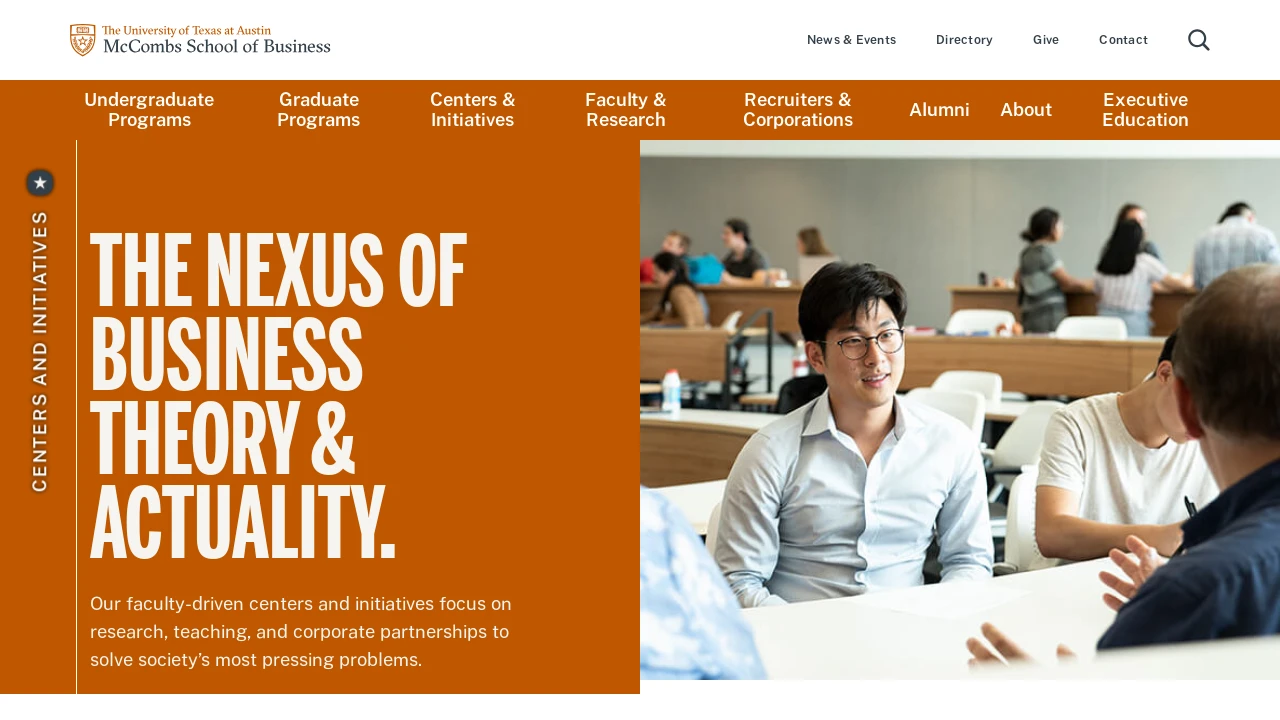 The University of Texas at Austin
McCombs School of Business
News & Events
Directory
Give
Contact
Undergraduate
Programs
Graduate
Programs
Centers &
Initiatives
Faculty &
Research
Recruiters &
Corporations
Alumni
About
Executive
Education
CENTERS AND INITIATIVES
THE NEXUS OF
BUSINESS
THEORY &
ACTUALITY.
Our faculty-driven centers and initiatives focus on
research, teaching, and corporate partnerships to
solve society’s most pressing problems.